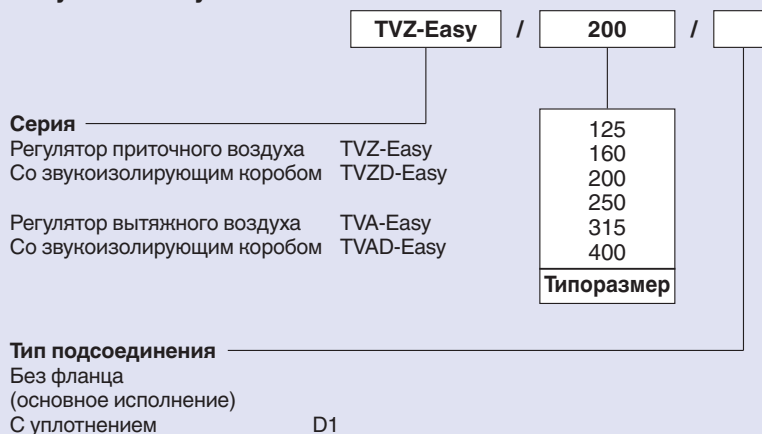 TVZ-Easy / 200 /
Серия
Регулятор приточного воздуха TVZ-Easy
Со звукоизолирующим коробом TVZD-Easy
Регулятор вытяжного воздуха TVA-Easy
Со звукоизолирующим коробом TVAD-Easy
125
160
200
250
315
400
Типоразмер
Тип подсоединения
Без фланца
(основное исполнение)
С уплотнением D1